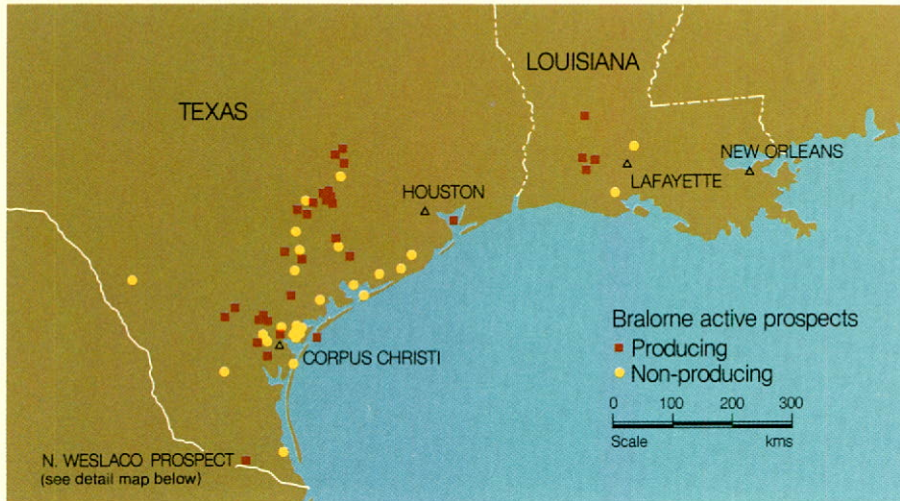 LOUISIANA
TEXAS
NEW ORLEANS
HOUSTON
LAFAYETTE
Bralorne active prospects
Producing
Non-producing
0 100 230 300
Scale kms
CORPUS CHRISTI
N. WESLACO PROSPECT
(see detail map below)